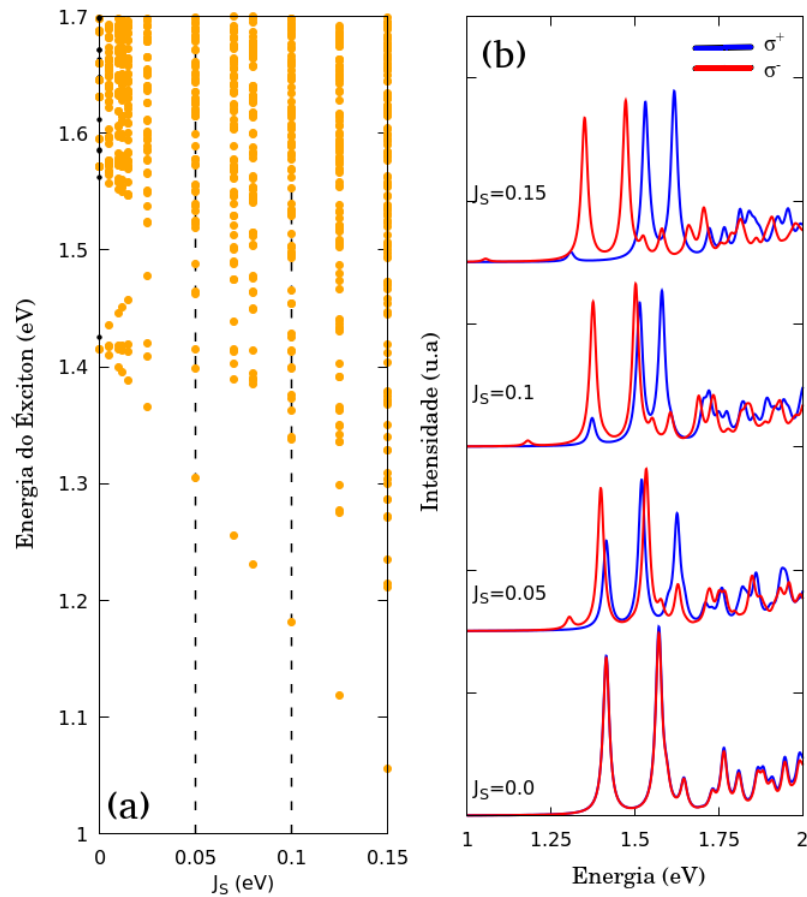 1.7
1.6
1.5
1.4
1.3
1.2
1.1
1
Energia do Éxciton (eV)
(a)
0
0.05
0.1
0.15
J_S (eV)
(b)
σ⁺
σ⁻
J_S=0.15
J_S=0.1
J_S=0.05
J_S=0.0
Intensidade (u.a)
1
1.25
1.5
1.75
2
Energia (eV)